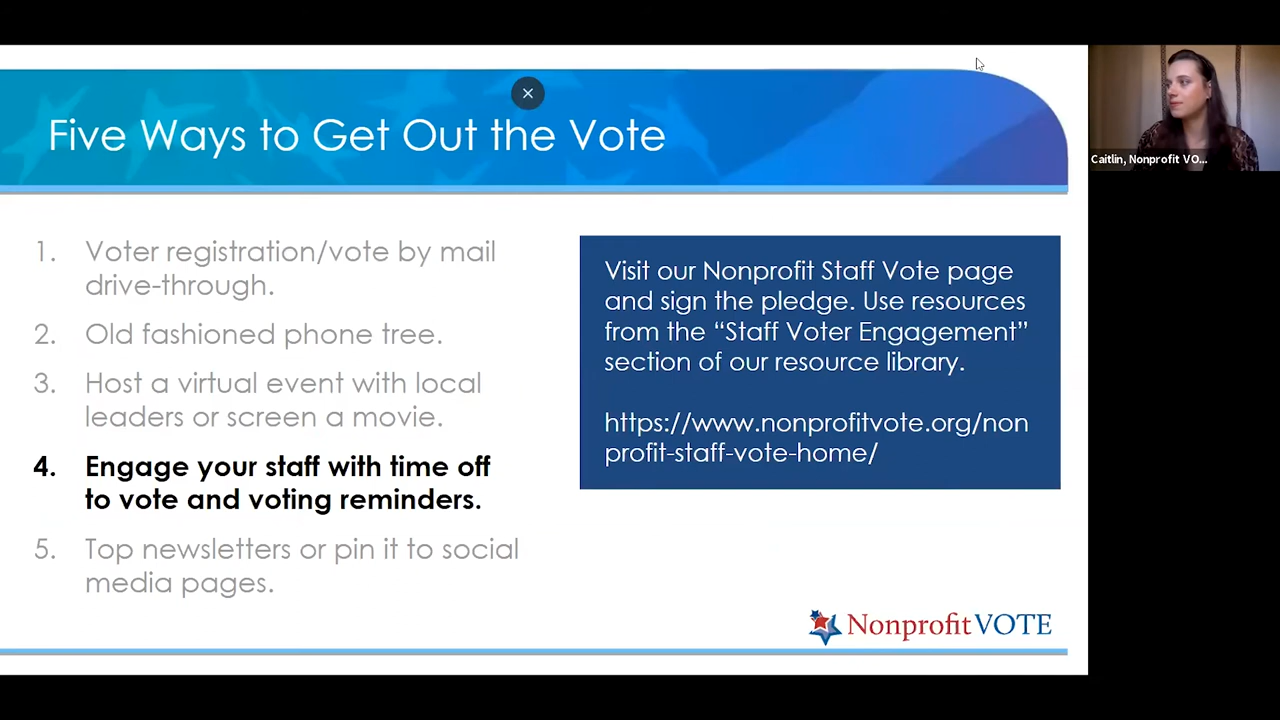 Five Ways to Get Out the Vote
1. Voter registration/vote by mail
drive-through.
2. Old fashioned phone tree.
3. Host a virtual event with local
leaders or screen a movie.
4. Engage your staff with time off
to vote and voting reminders.
5. Top newsletters or pin it to social
media pages.
Visit our Nonprofit Staff Vote page
and sign the pledge. Use resources
from the “Staff Voter Engagement”
section of our resource library.
https://www.nonprofitvote.org/non
profit-staff-vote-home/
Nonprofit VOTE
Caitlin, Nonprofit VO...